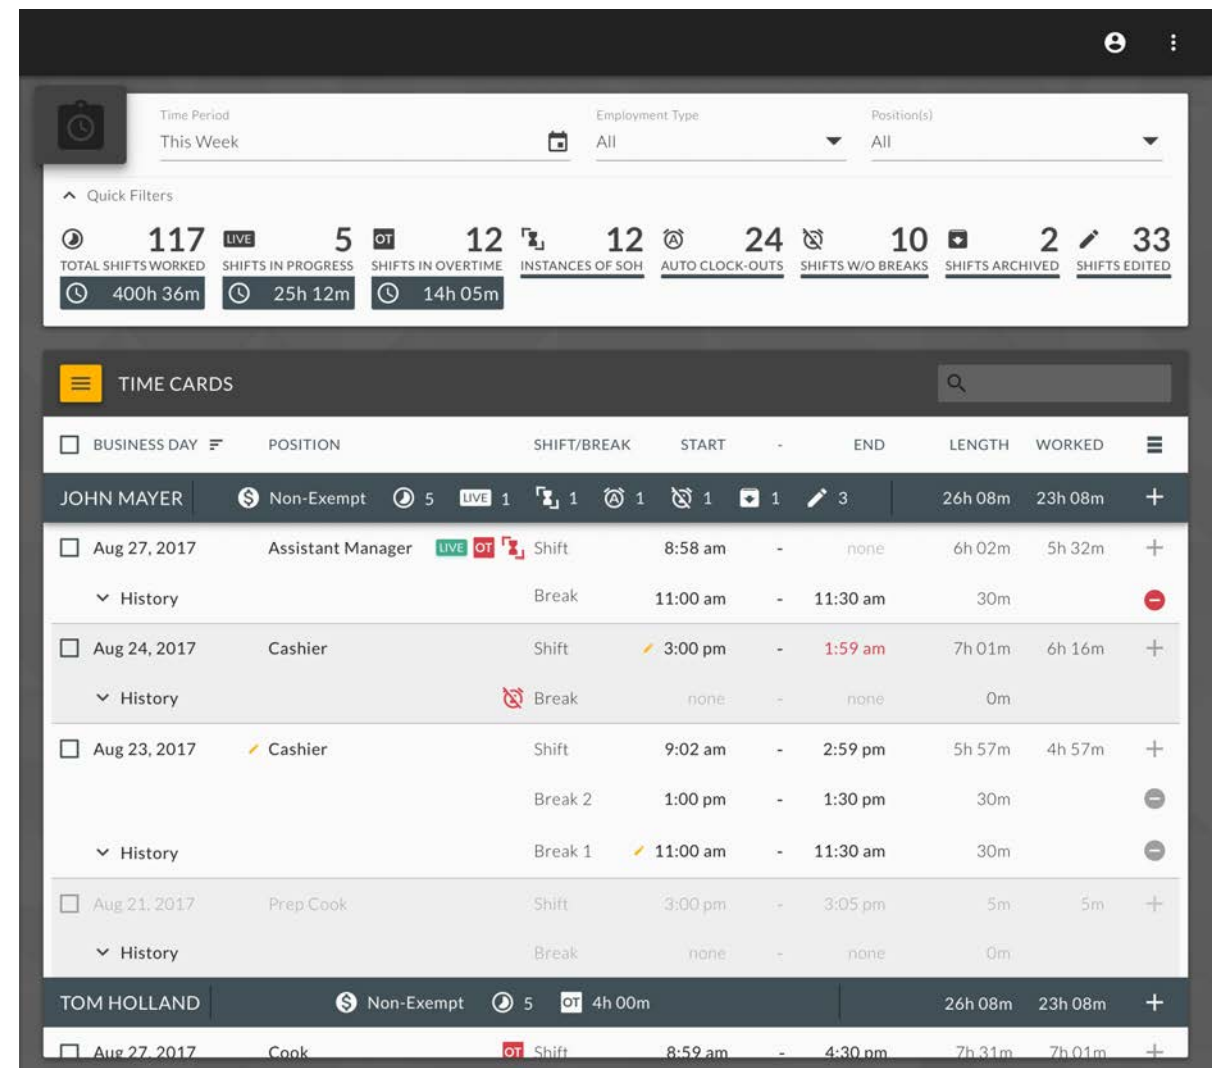 Time Period Employment Type Position(s)
This Week All All
Quick Filters
117 LIVE 5 OT 12 12 A 24 10 2 33
TOTAL SHIFTS WORKED SHIFTS IN PROGRESS SHIFTS IN OVERTIME INSTANCES OF SOH AUTO CLOCK-OUTS SHIFTS W/O BREAKS SHIFTS ARCHIVED SHIFTS EDITED
400h 36m 25h 12m 14h 05m
TIME CARDS
BUSINESS DAY POSITION SHIFT/BREAK START - END LENGTH WORKED
JOHN MAYER $ Non-Exempt 5 LIVE 1 1 A 1 1 1 3 26h 08m 23h 08m +
Aug 27, 2017 Assistant Manager LIVE OT Shift 8:58 am - none 6h 02m 5h 32m +
History Break 11:00 am - 11:30 am 30m
Aug 24, 2017 Cashier Shift 3:00 pm - 1:59 am 7h 01m 6h 16m +
History Break none - none 0m
Aug 23, 2017 Cashier Shift 9:02 am - 2:59 pm 5h 57m 4h 57m +
Break 2 1:00 pm - 1:30 pm 30m
History Break 1 11:00 am - 11:30 am 30m
Aug 21, 2017 Prep Cook Shift 3:00 pm - 3:05 pm 5m 5m +
History Break none - none 0m
TOM HOLLAND $ Non-Exempt 5 OT 4h 00m 26h 08m 23h 08m +
Aug 27, 2017 Cook OT Shift 8:59 am - 4:30 pm 7h 31m 7h 01m +